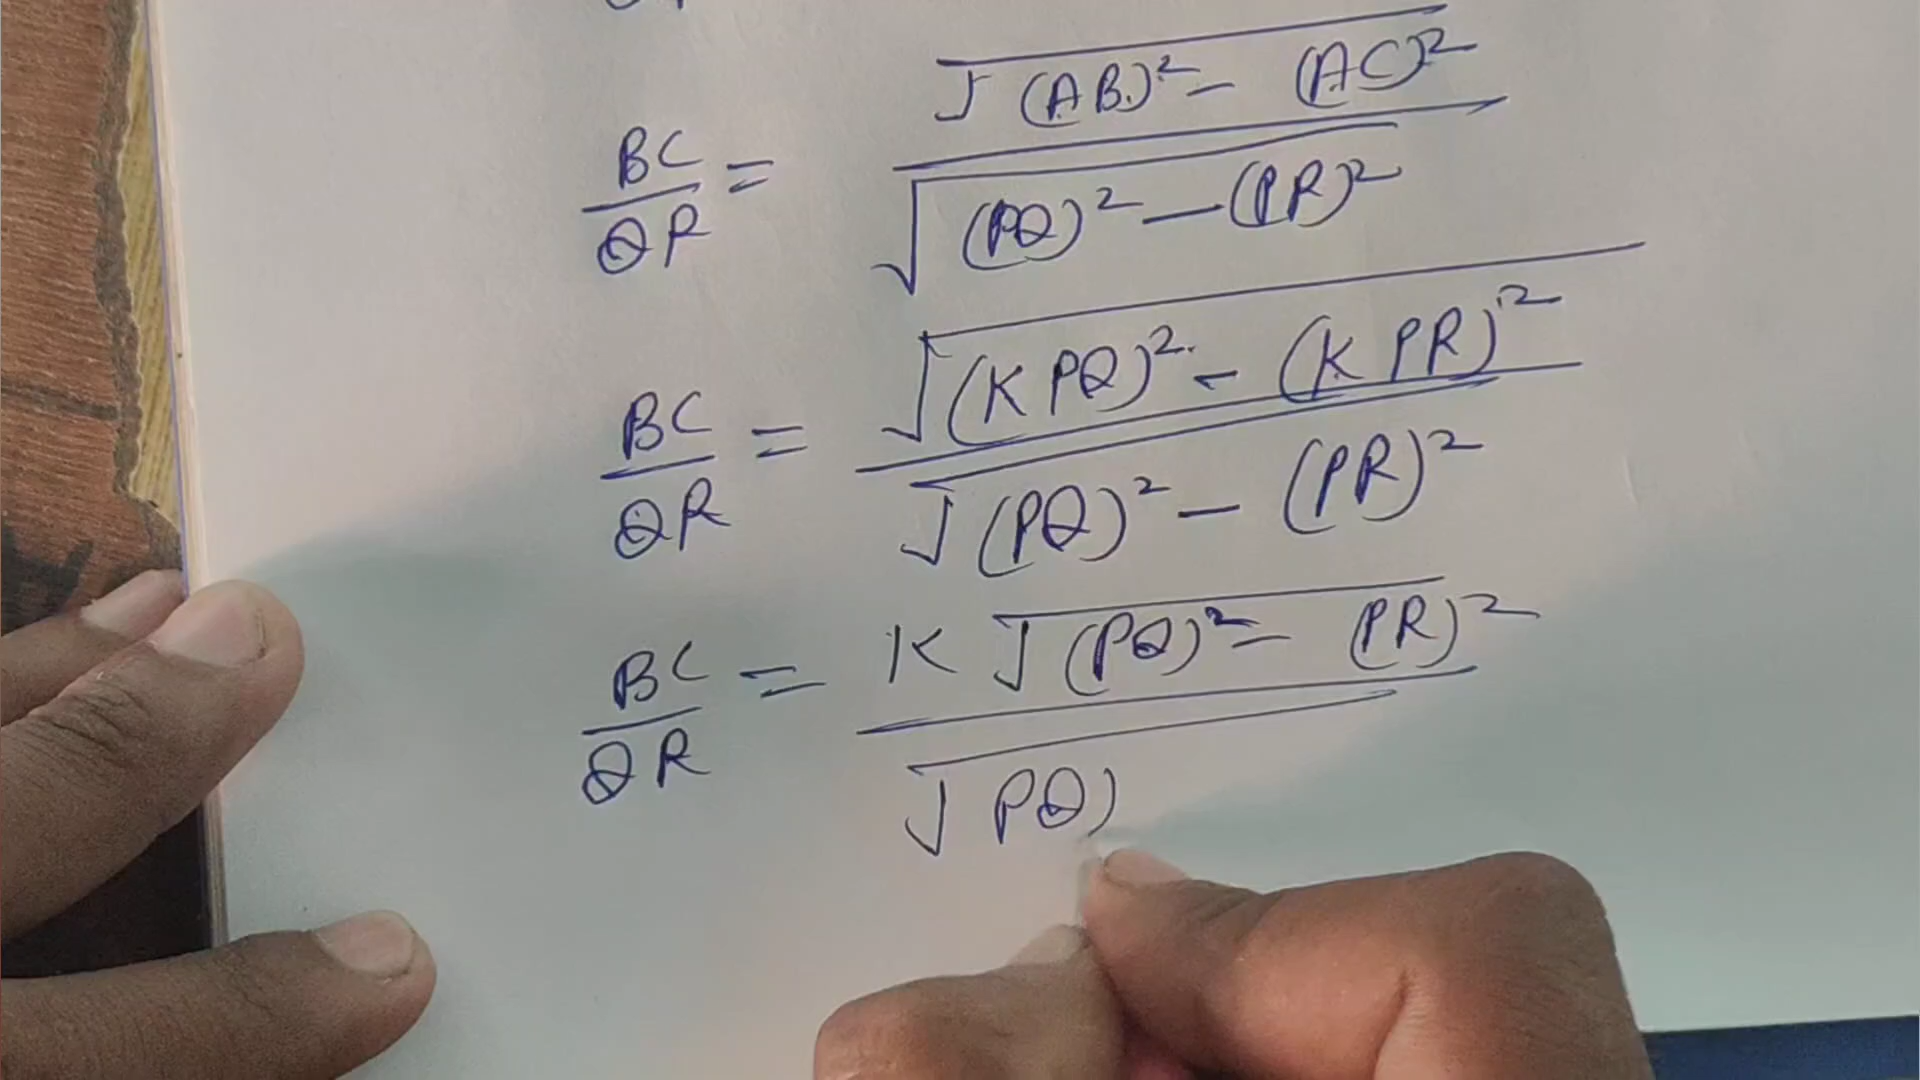 BC/QR = √(AB)² - (AC)² / √(PQ)² - (PR)²
BC/QR = √(K PQ)² - (K PR)² / √(PQ)² - (PR)²
BC/QR = K √(PQ)² - (PR)² / √PQ)